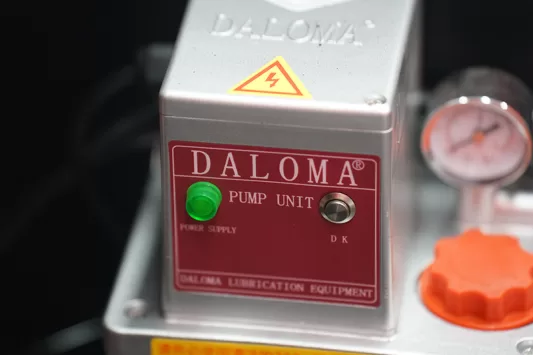 DALOMA
DALOMA®
PUMP UNIT
POWER SUPPLY
D K
DALOMA LUBRICATION EQUIPMENT